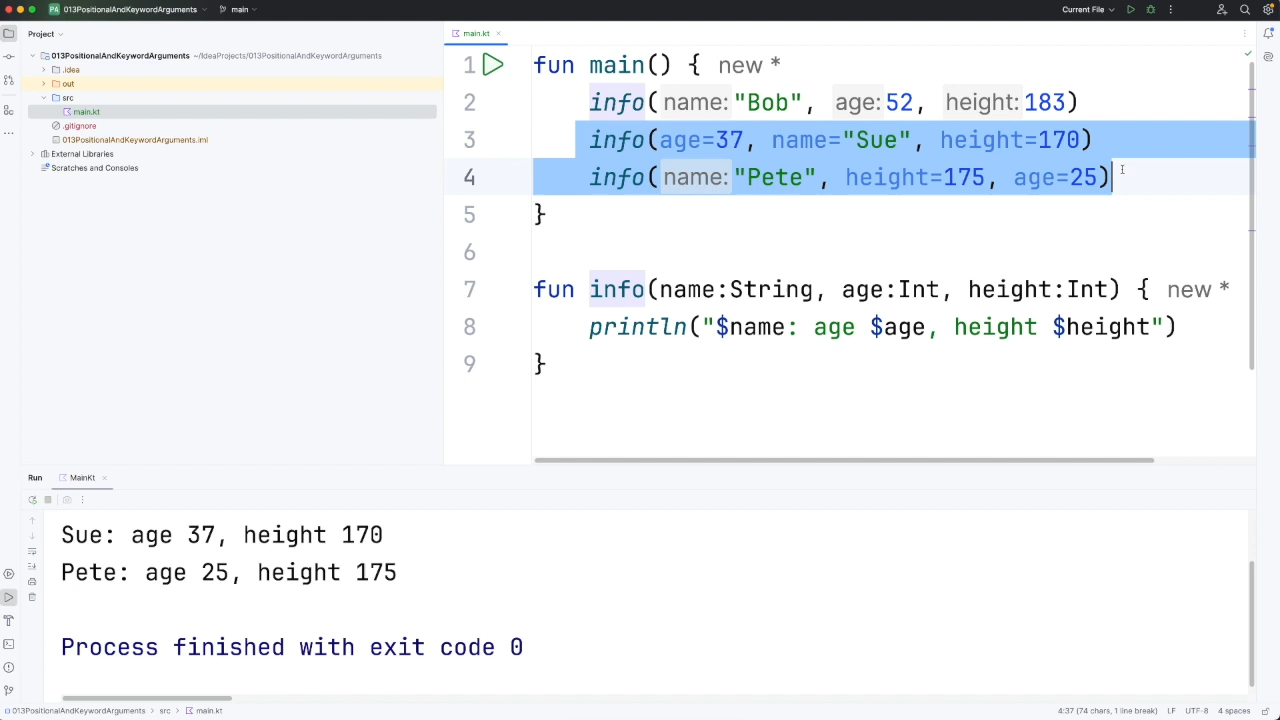 PA 013PositionalAndKeywordArguments main Current File
Project
main.kt
013PositionalAndKeywordArguments ~/IdeaProjects/013PositionalAndKeywordArguments
.idea
out
src
main.kt
.gitignore
013PositionalAndKeywordArguments.iml
External Libraries
Scratches and Consoles
1 fun main() { new *
2 info( name: "Bob", age: 52, height: 183)
3 info(age=37, name="Sue", height=170)
4 info( name: "Pete", height=175, age=25)
5 }
6
7 fun info(name:String, age:Int, height:Int) { new *
8 println("$name: age $age, height $height")
9 }
Run MainKt
Sue: age 37, height 170
Pete: age 25, height 175
Process finished with exit code 0
013PositionalAndKeywordArguments > src > main.kt 4:37 (74 chars, 1 line break) LF UTF-8 4 spaces